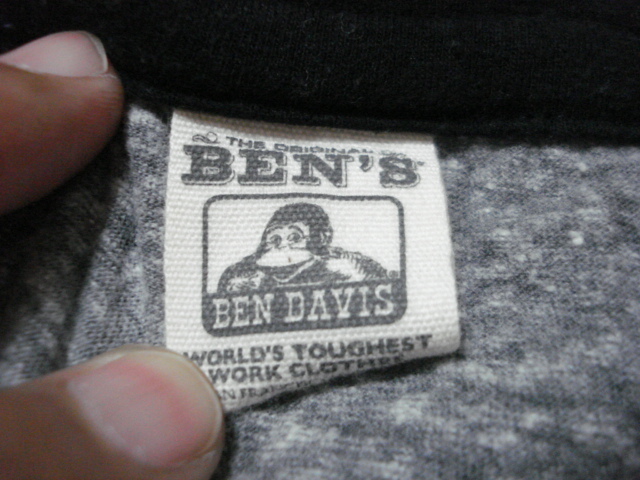 THE ORIGINAL
BEN'S
BEN DAVIS
WORLD'S TOUGHEST
WORK CLOTHES